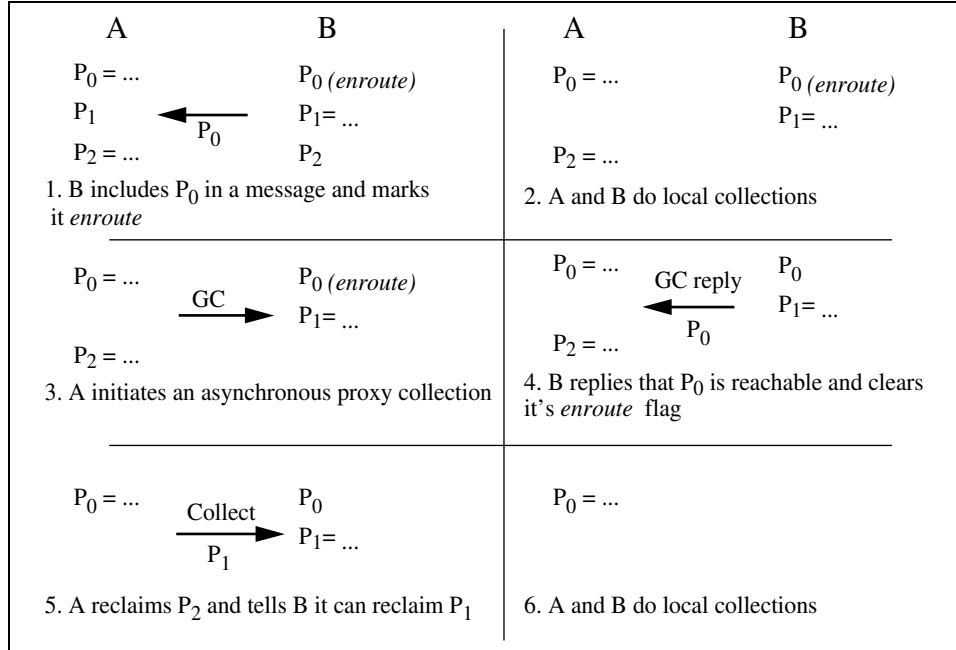 A B
P0 = ... P0 (enroute)
P1 P1= ...
P0
P2 = ... P2
1. B includes P0 in a message and marks
it enroute
A B
P0 = ... P0 (enroute)
P1= ...
P2 = ...
2. A and B do local collections
P0 = ... P0 (enroute)
GC P1= ...
P2 = ...
3. A initiates an asynchronous proxy collection
P0 = ... P0
GC reply
P1= ...
P0
P2 = ...
4. B replies that P0 is reachable and clears
it's enroute flag
P0 = ... P0
Collect
P1= ...
P1
5. A reclaims P2 and tells B it can reclaim P1
P0 = ...
6. A and B do local collections